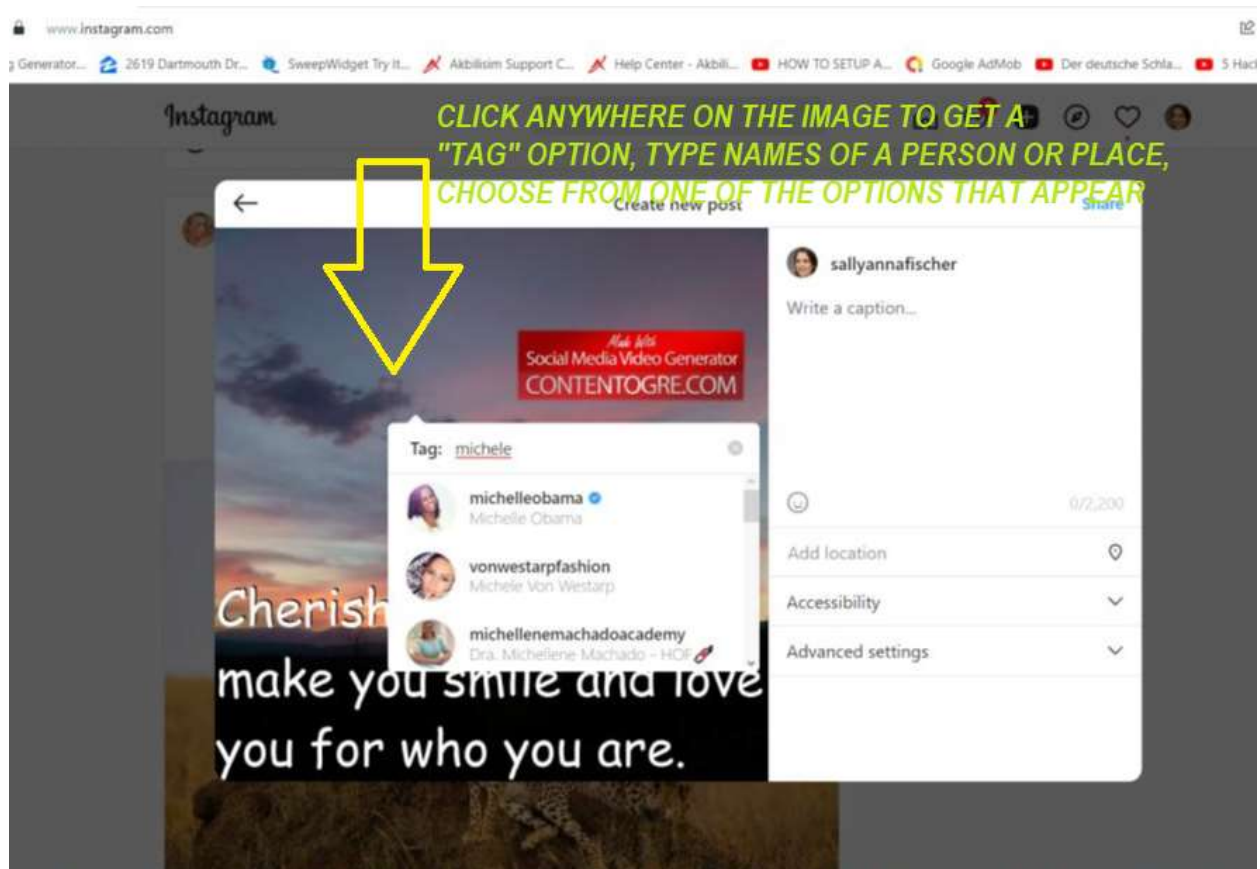 www.instagram.com
g Generator... 2619 Dartmouth Dr... SweepWidget Try It... Akbilisim Support C... Help Center - Akbili... HOW TO SETUP A... Google AdMob Der deutsche Schla... 5 Hack
Instagram
CLICK ANYWHERE ON THE IMAGE TO GET A
"TAG" OPTION, TYPE NAMES OF A PERSON OR PLACE,
CHOOSE FROM ONE OF THE OPTIONS THAT APPEAR
Create new post
Share
sallyannafischer
Write a caption...
Made With
Social Media Video Generator
CONTENTOGRE.COM
Tag: michele
michelleobama
Michelle Obama
vonwestarpfashion
Michele Von Westarp
michellenemachadoacademy
Dra. Michellene Machado - HOF
0/2,200
Add location
Accessibility
Advanced settings
Cherish
make you smile and love
you for who you are.